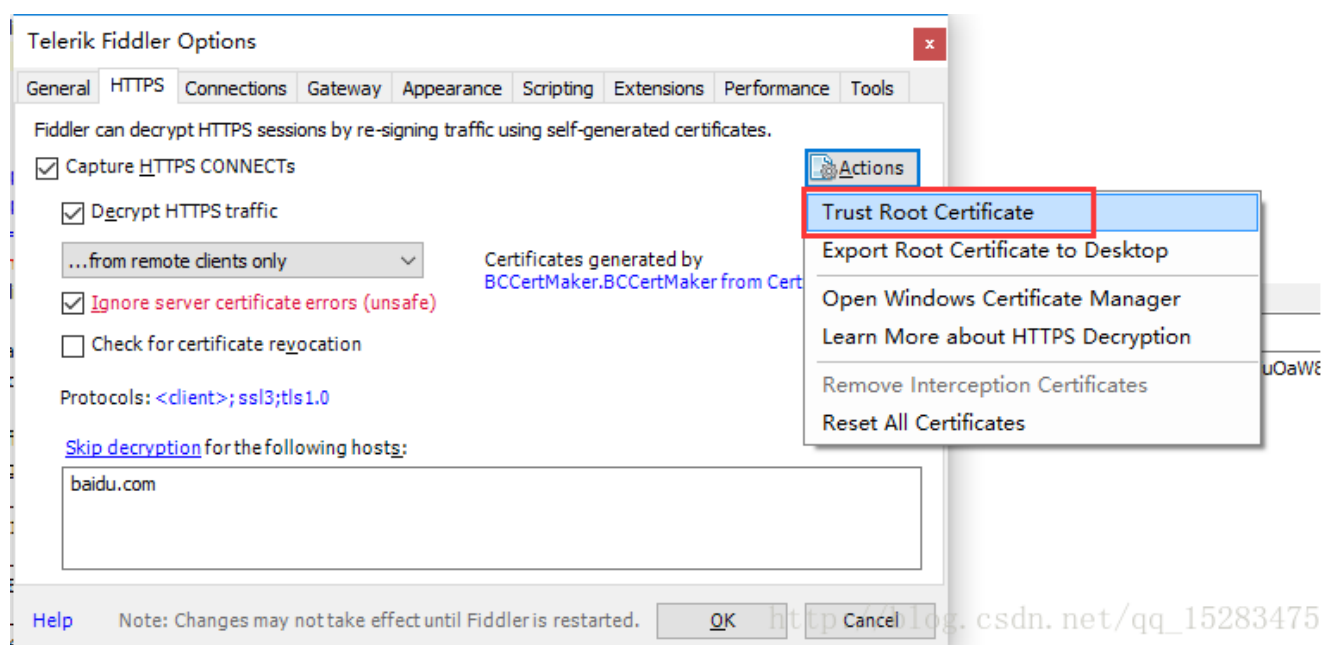 Telerik Fiddler Options
x
General HTTPS Connections Gateway Appearance Scripting Extensions Performance Tools
Fiddler can decrypt HTTPS sessions by re-signing traffic using self-generated certificates.
Capture HTTPS CONNECTs
Actions
Decrypt HTTPS traffic
Trust Root Certificate
...from remote clients only
Certificates generated by
Export Root Certificate to Desktop
BCCertMaker.BCCertMaker from Cert
Ignore server certificate errors (unsafe)
Open Windows Certificate Manager
Check for certificate revocation
Learn More about HTTPS Decryption
uOaW8
Protocols: <client>;ssl3;tls1.0
Remove Interception Certificates
Reset All Certificates
Skip decryption for the following hosts:
baidu.com
Help Note: Changes may not take effect until Fiddler is restarted. OK Cancel
http://blog.csdn.net/qq_15283475